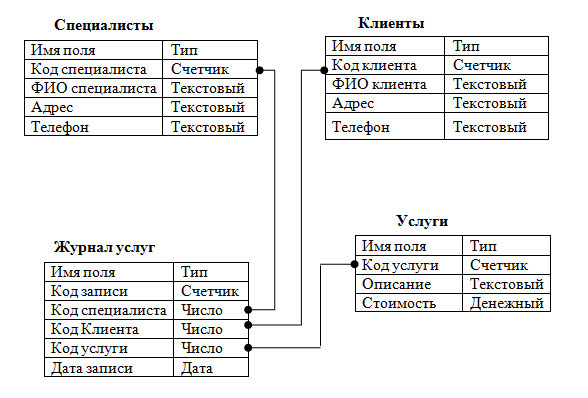 Специалисты
Имя поля Тип
Код специалиста Счетчик
ФИО специалиста Текстовый
Адрес Текстовый
Телефон Текстовый
Клиенты
Имя поля Тип
Код клиента Счетчик
ФИО клиента Текстовый
Адрес Текстовый
Телефон Текстовый
Журнал услуг
Имя поля Тип
Код записи Счетчик
Код специалиста Число
Код Клиента Число
Код услуги Число
Дата записи Дата
Услуги
Имя поля Тип
Код услуги Счетчик
Описание Текстовый
Стоимость Денежный